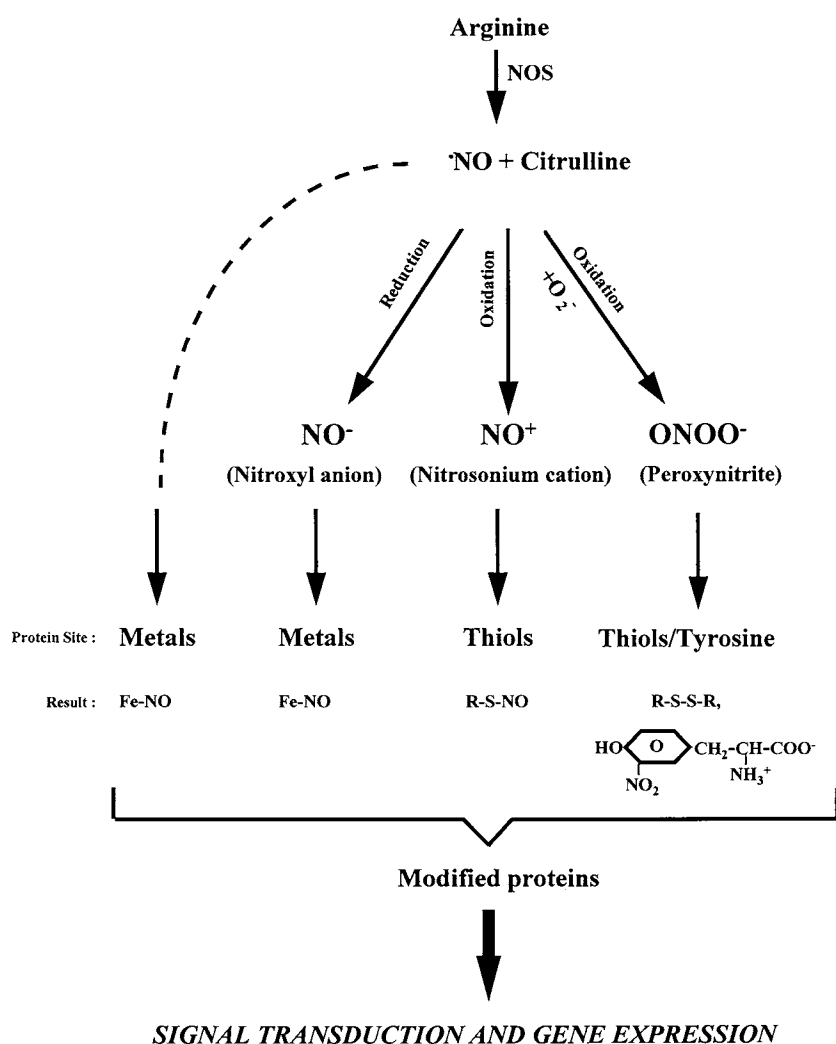 Arginine
NOS
·NO + Citrulline
Reduction
Oxidation
+O₂⁻
Oxidation
NO⁻
NO⁺
ONOO⁻
(Nitroxyl anion)
(Nitrosonium cation)
(Peroxynitrite)
Protein Site : Metals Metals Thiols Thiols/Tyrosine
Result : Fe-NO Fe-NO R-S-NO R-S-S-R,
HO O CH₂-CH-COO⁻
NO₂ NH₃⁺
Modified proteins
SIGNAL TRANSDUCTION AND GENE EXPRESSION